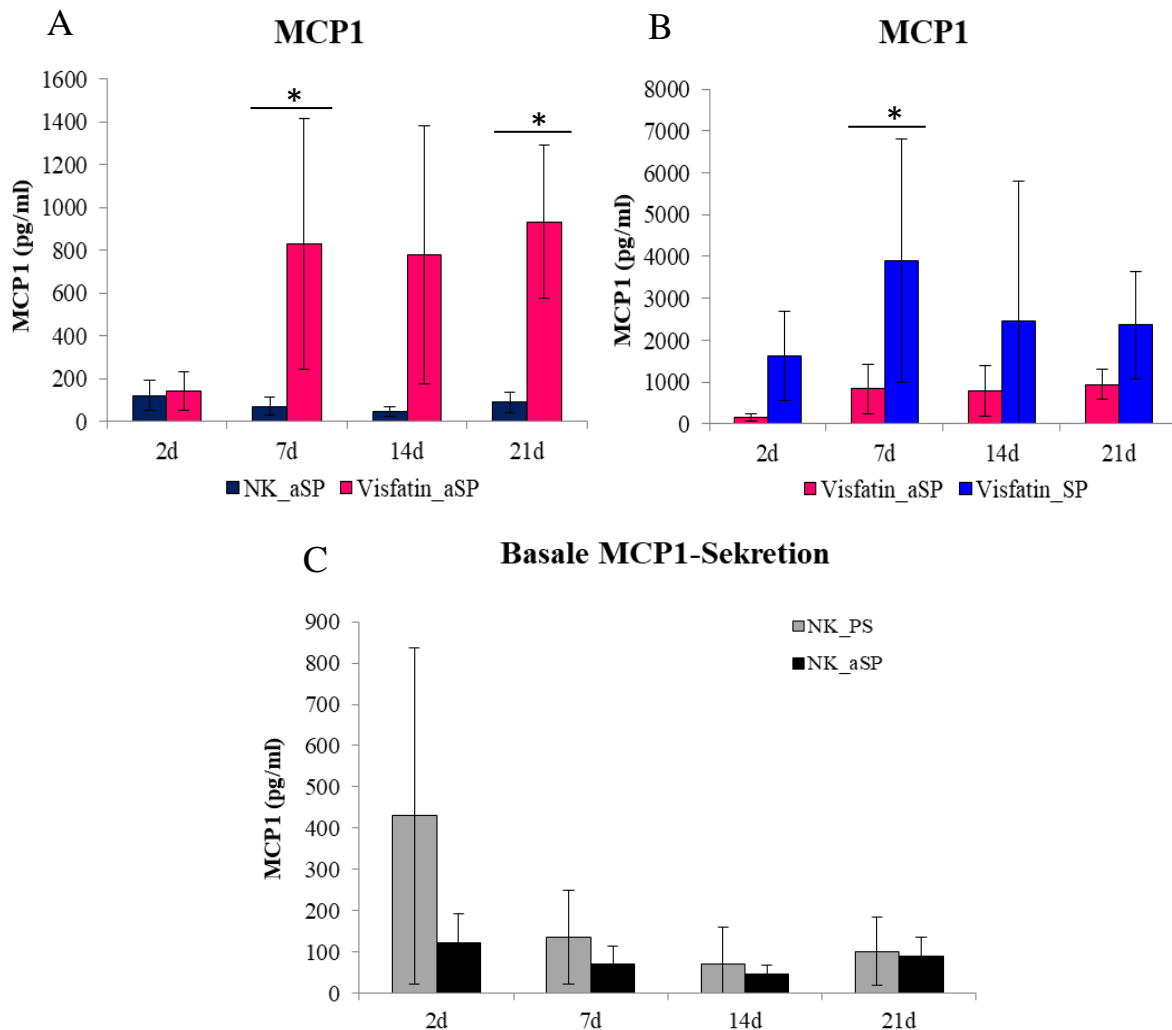 A
MCP1
MCP1 (pg/ml)
1600
1400
1200
1000
800
600
400
200
0
*
*
2d 7d 14d 21d
NK_aSP Visfatin_aSP
B
MCP1
MCP1 (pg/ml)
8000
7000
6000
5000
4000
3000
2000
1000
0
*
2d 7d 14d 21d
Visfatin_aSP Visfatin_SP
C
Basale MCP1-Sekretion
MCP1 (pg/ml)
900
800
700
600
500
400
300
200
100
0
NK_PS
NK_aSP
2d 7d 14d 21d